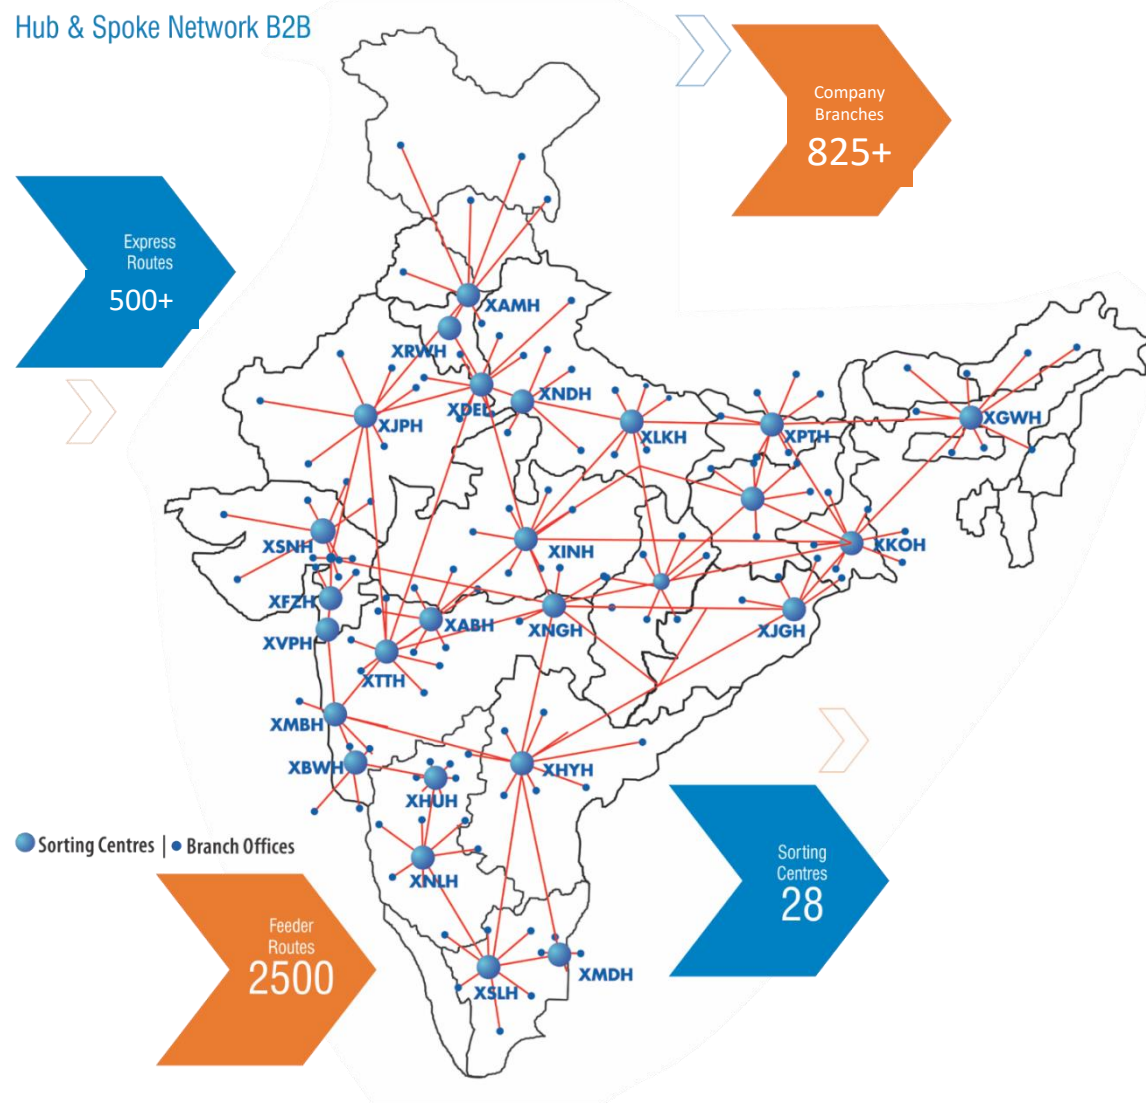 Hub & Spoke Network B2B
Company
Branches
825+
Express
Routes
500+
XAMH
XRWH
XDEL
XNDH
XJPH
XLKH
XPTH
XGWH
XSNH
XINH
XKOH
XFZH
XABH
XNGH
XJGH
XVPH
XTTH
XMBH
XBWH
XHYH
XHUH
Sorting Centres | • Branch Offices
XNLH
Sorting
Centres
28
Feeder
Routes
2500
XMDH
XSLH